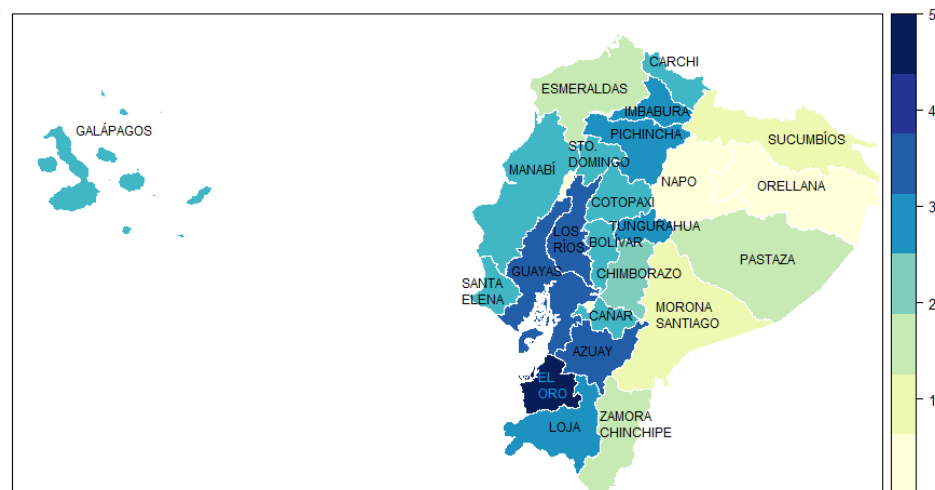 5
CARCHI
ESMERALDAS
4
IMBABURA
GALÁPAGOS
PICHINCHA
SUCUMBÍOS
STO.
DOMINGO
MANABÍ
NAPO
ORELLANA
3
COTOPAXI
TUNGURAHUA
LOS
RÍOS
BOLÍVAR
PASTAZA
GUAYAS
CHIMBORAZO
SANTA
ELENA
2
MORONA
SANTIAGO
CAÑAR
AZUAY
EL
ORO
1
ZAMORA
CHINCHIPE
LOJA